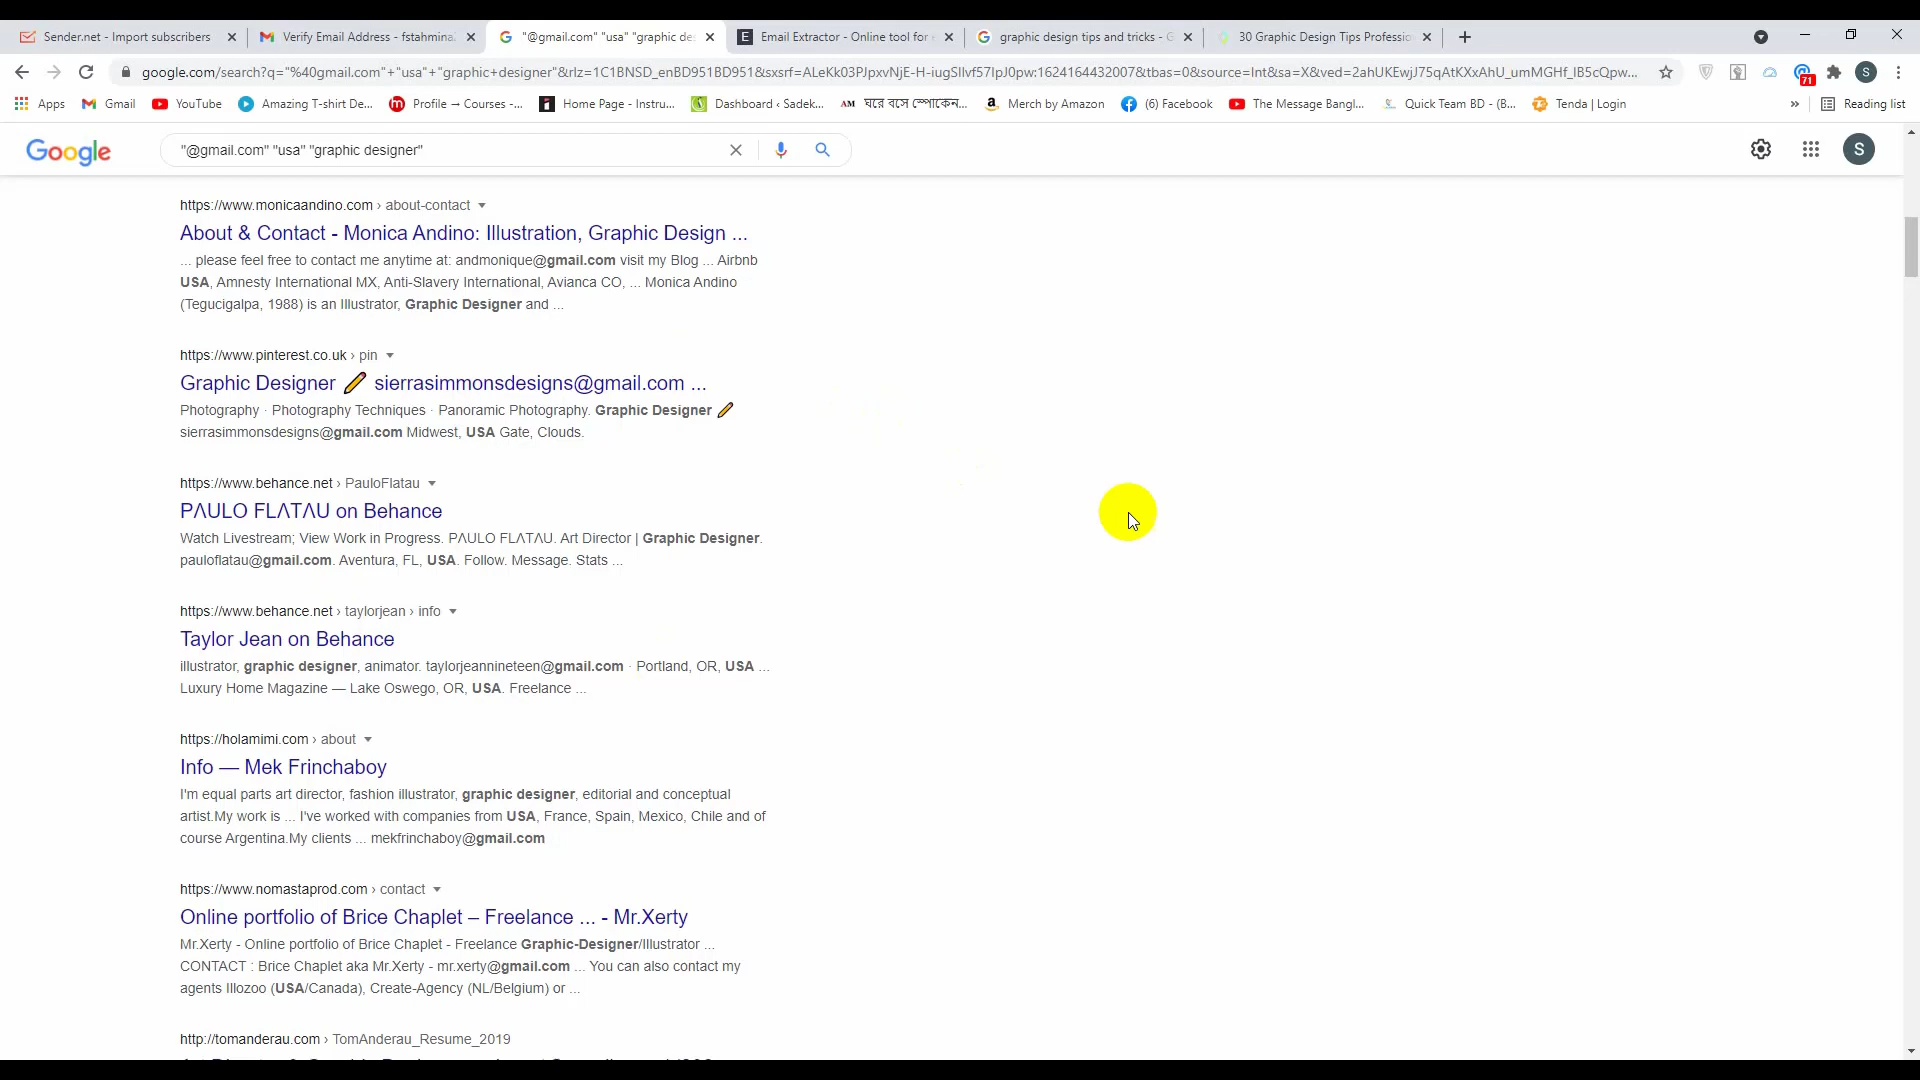 Sender.net - Import subscribers
Verify Email Address - fstahmina
"@gmail.com" "usa" "graphic de
Email Extractor - Online tool for
graphic design tips and tricks - G
30 Graphic Design Tips Professio
google.com/search?q="%40gmail.com"+"usa"+"graphic+designer"&rlz=1C1BNSD_enBD951BD951&sxsrf=ALeKk03PJpxvNjE-H-iugSIIvf57IpJ0pw:1624164432007&tbas=0&source=lnt&sa=X&ved=2ahUKEwjJ75qAtKXxAhU_umMGHf_IB5cQpw...
71
S
Apps
Gmail
YouTube
Amazing T-shirt De...
Profile → Courses -...
Home Page - Instru...
Dashboard ‹ Sadek...
AM ঘরে বসে স্পোকেন...
Merch by Amazon
(6) Facebook
The Message Bangl...
Quick Team BD - (B...
Tenda | Login
»
Reading list
Google
"@gmail.com" "usa" "graphic designer"
S
https://www.monicaandino.com › about-contact
About & Contact - Monica Andino: Illustration, Graphic Design ...
... please feel free to contact me anytime at: andmonique@gmail.com visit my Blog ... Airbnb
USA, Amnesty International MX, Anti-Slavery International, Avianca CO, ... Monica Andino
(Tegucigalpa, 1988) is an Illustrator, Graphic Designer and ...
https://www.pinterest.co.uk › pin
Graphic Designer ✏️ sierrasimmonsdesigns@gmail.com ...
Photography · Photography Techniques · Panoramic Photography. Graphic Designer ✏️
sierrasimmonsdesigns@gmail.com Midwest, USA Gate, Clouds.
https://www.behance.net › PauloFlatau
PΛULO FLΛTΛU on Behance
Watch Livestream; View Work in Progress. PΛULO FLΛTΛU. Art Director | Graphic Designer.
pauloflatau@gmail.com. Aventura, FL, USA. Follow. Message. Stats ...
https://www.behance.net › taylorjean › info
Taylor Jean on Behance
illustrator, graphic designer, animator. taylorjeannineteen@gmail.com · Portland, OR, USA ...
Luxury Home Magazine — Lake Oswego, OR, USA. Freelance ...
https://holamimi.com › about
Info — Mek Frinchaboy
I'm equal parts art director, fashion illustrator, graphic designer, editorial and conceptual
artist.My work is ... I've worked with companies from USA, France, Spain, Mexico, Chile and of
course Argentina.My clients ... mekfrinchaboy@gmail.com
https://www.nomastaprod.com › contact
Online portfolio of Brice Chaplet – Freelance ... - Mr.Xerty
Mr.Xerty - Online portfolio of Brice Chaplet - Freelance Graphic-Designer/Illustrator ...
CONTACT : Brice Chaplet aka Mr.Xerty - mr.xerty@gmail.com ... You can also contact my
agents Illozoo (USA/Canada), Create-Agency (NL/Belgium) or ...
http://tomanderau.com › TomAnderau_Resume_2019